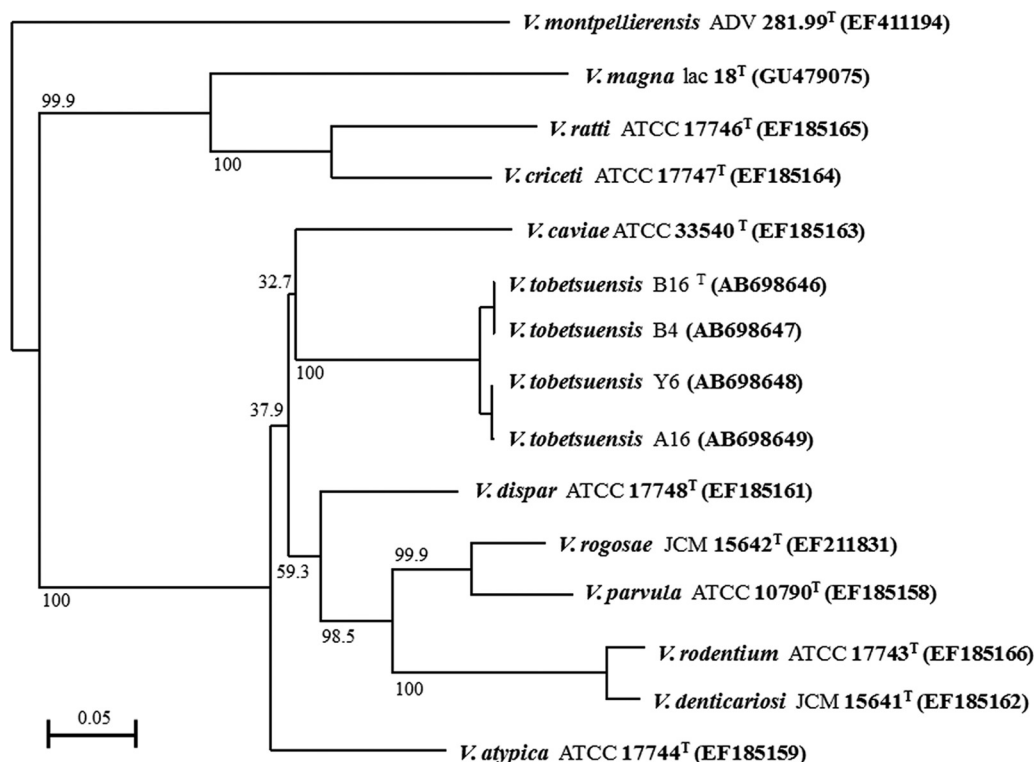 V. montpellierensis ADV 281.99T (EF411194)
V. magna lac 18T (GU479075)
99.9
V. ratti ATCC 17746T (EF185165)
100
V. criceti ATCC 17747T (EF185164)
V. caviae ATCC 33540 T (EF185163)
32.7
V. tobetsuensis B16 T (AB698646)
V. tobetsuensis B4 (AB698647)
100
V. tobetsuensis Y6 (AB698648)
37.9
V. tobetsuensis A16 (AB698649)
V. dispar ATCC 17748T (EF185161)
V. rogosae JCM 15642T (EF211831)
99.9
59.3
V. parvula ATCC 10790T (EF185158)
100
98.5
V. rodentium ATCC 17743T (EF185166)
100
V. denticariosi JCM 15641T (EF185162)
0.05
V. atypica ATCC 17744T (EF185159)